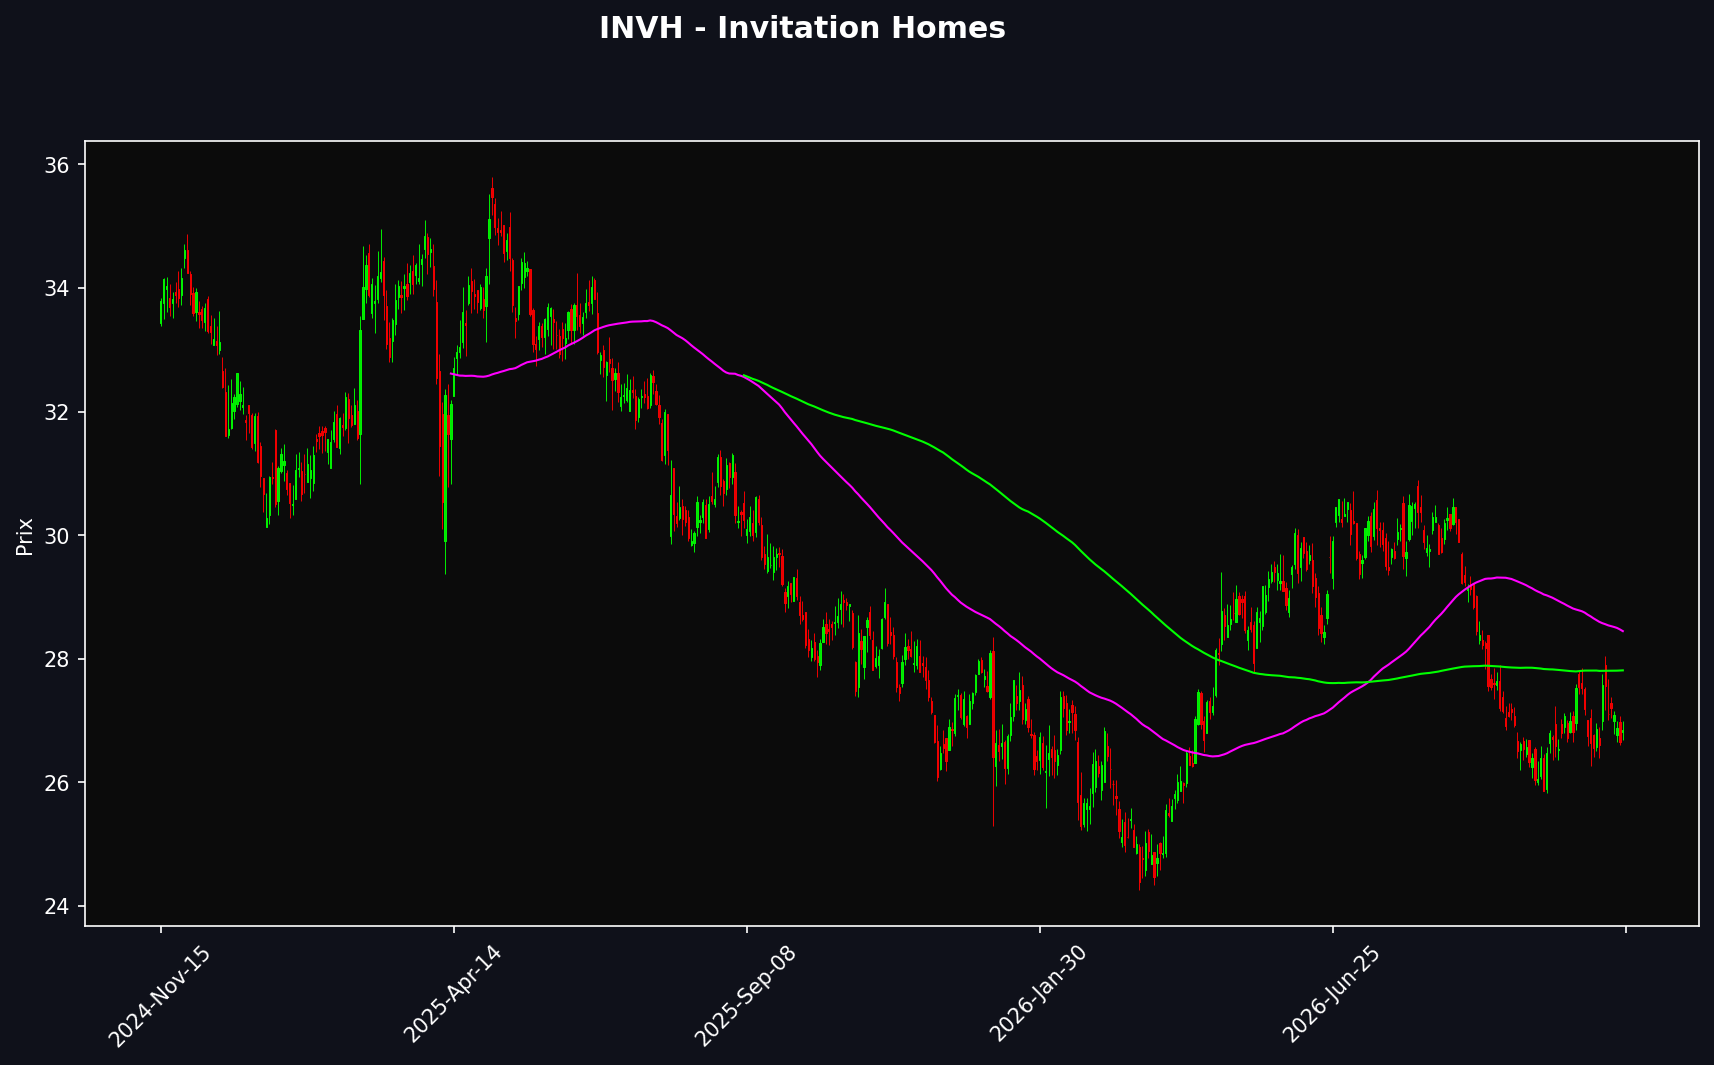 INVH - Invitation Homes
Prix
36
34
32
30
28
26
24
2024-Nov-15
2025-Apr-14
2025-Sep-08
2026-Jan-30
2026-Jun-25